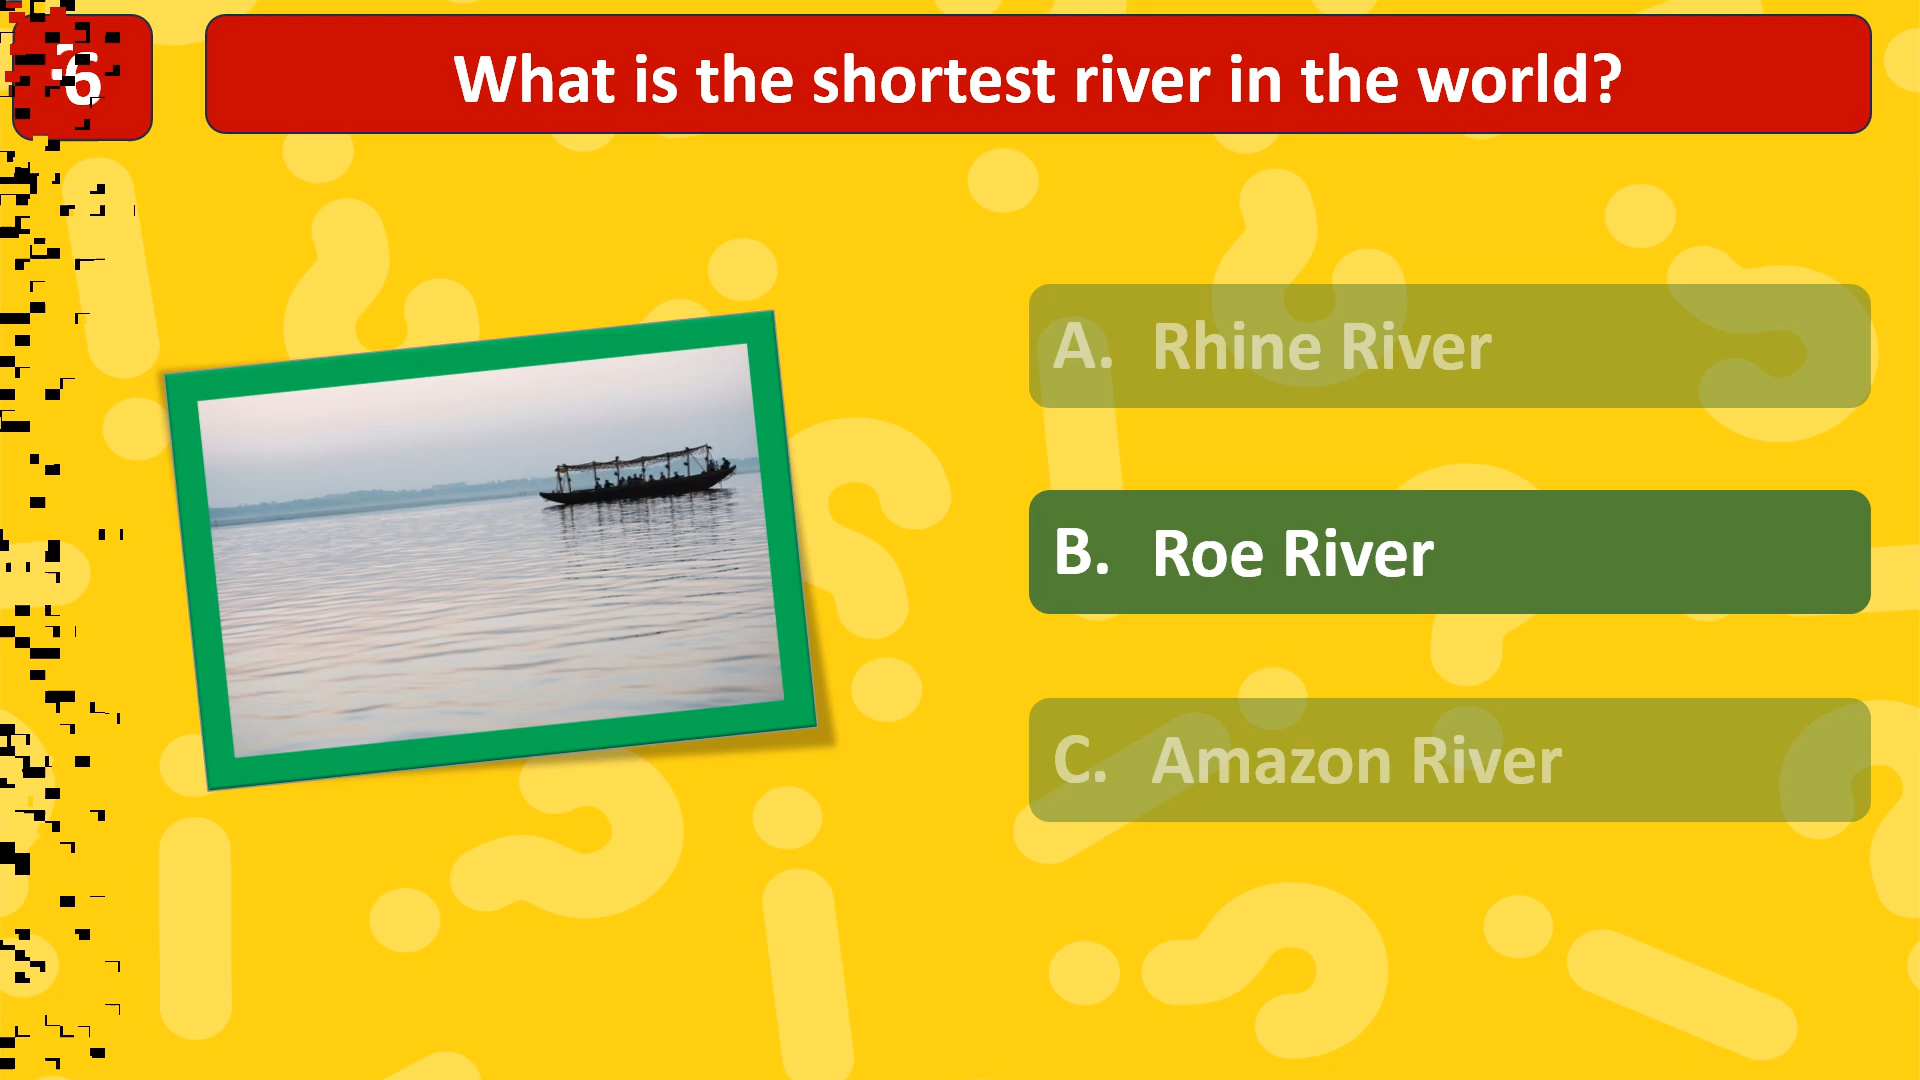 6
What is the shortest river in the world?
A. Rhine River
B. Roe River
C. Amazon River